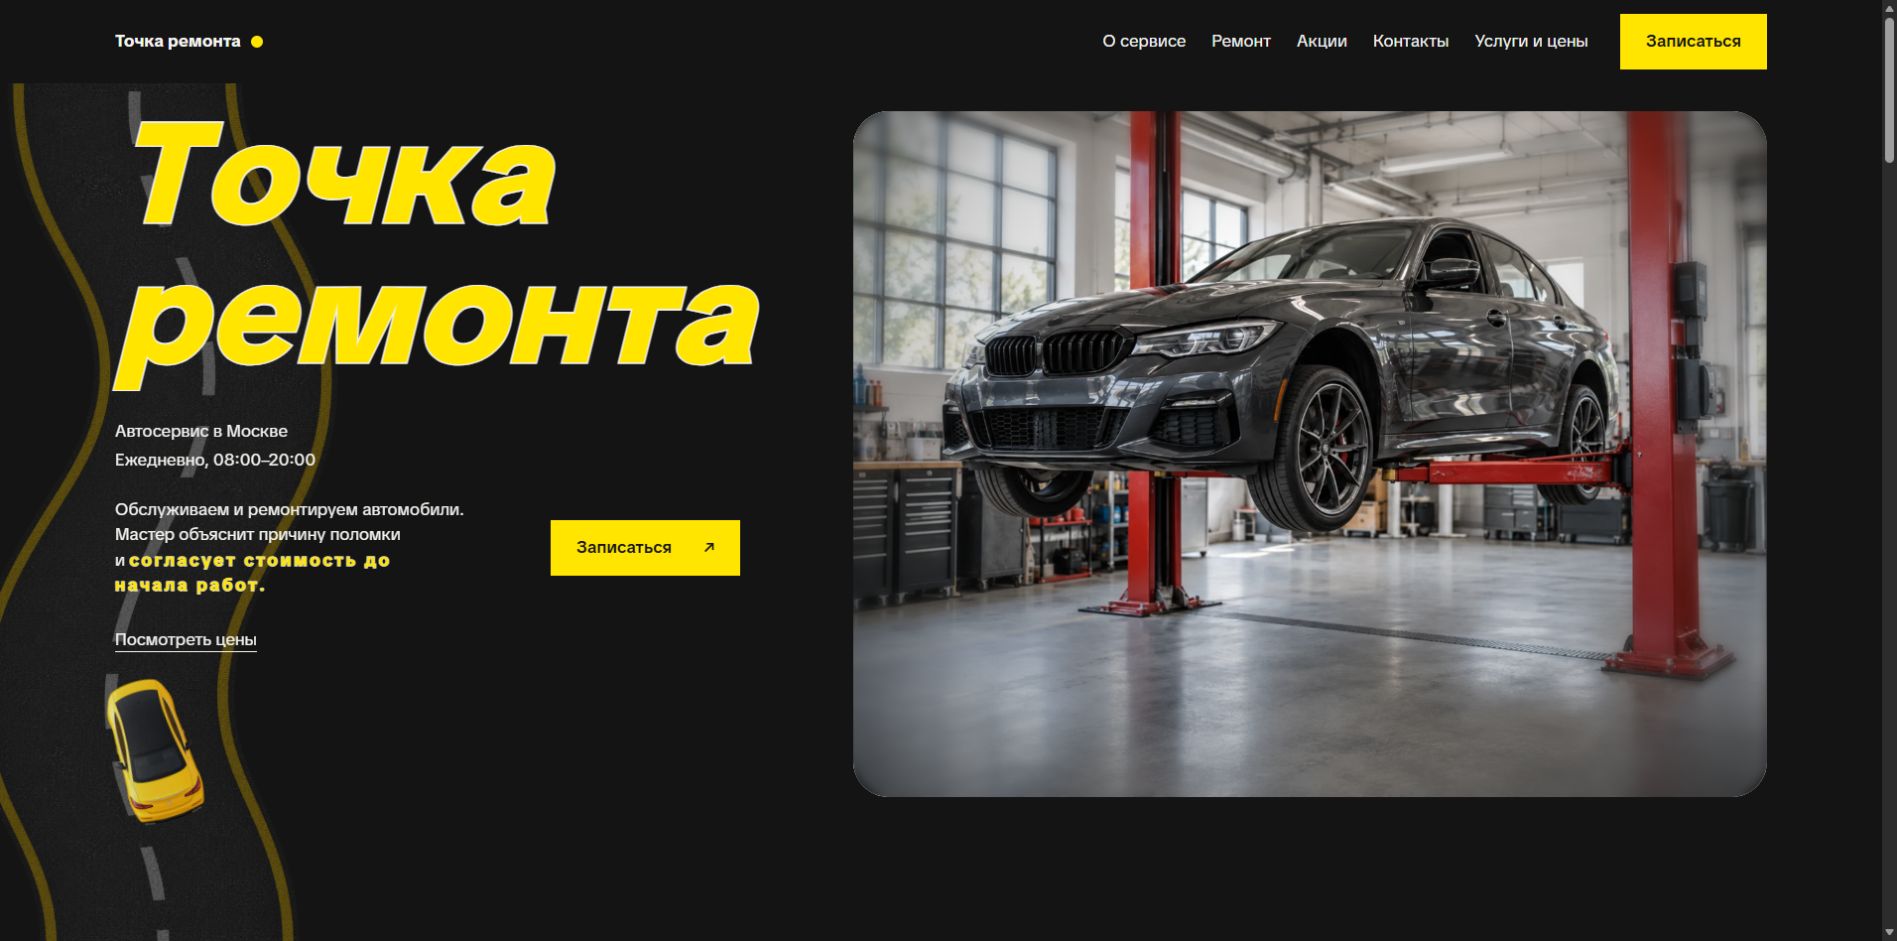 Точка ремонта
О сервисе Ремонт Акции Контакты Услуги и цены Записаться
Точка
ремонта
Автосервис в Москве
Ежедневно, 08:00–20:00
Обслуживаем и ремонтируем автомобили.
Мастер объяснит причину поломки
и согласует стоимость до
начала работ.
Записаться
Посмотреть цены